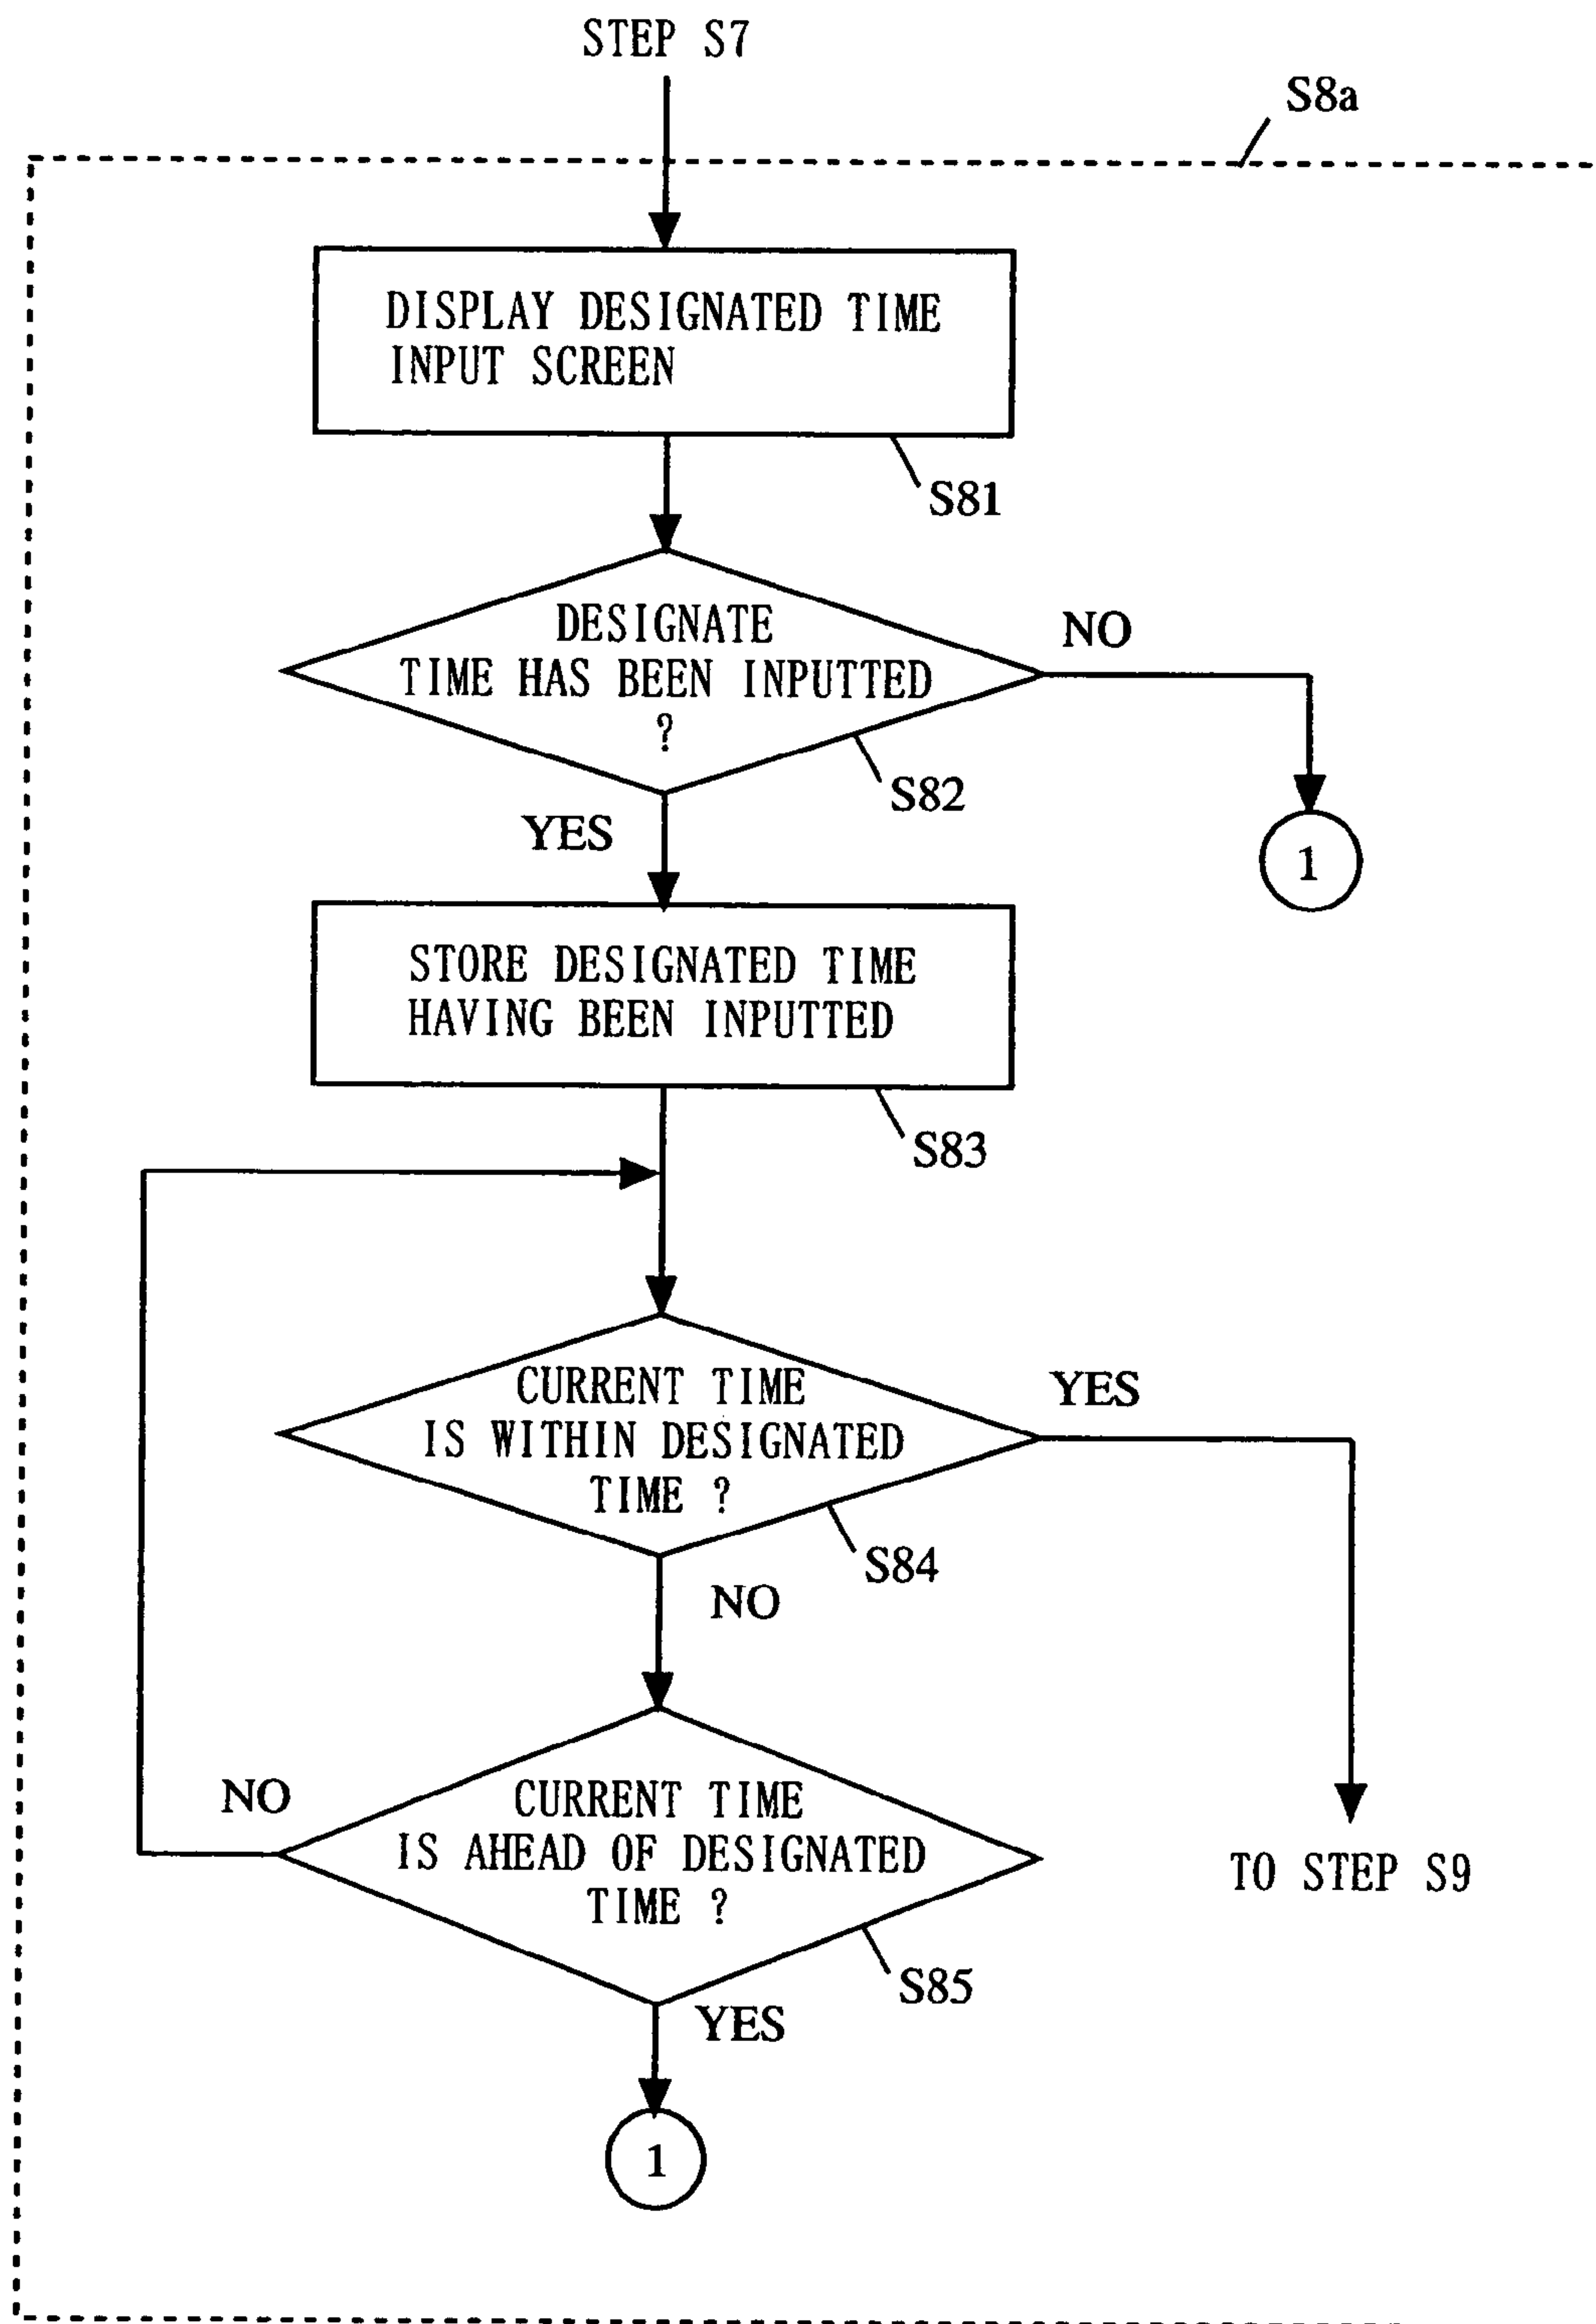 STEP S7
S8a
DISPLAY DESIGNATED TIME
INPUT SCREEN
S81
DESIGNATE
TIME HAS BEEN INPUTTED
?
NO
S82
YES
1
STORE DESIGNATED TIME
HAVING BEEN INPUTTED
S83
CURRENT TIME
IS WITHIN DESIGNATED
TIME ?
YES
S84
NO
NO
CURRENT TIME
IS AHEAD OF DESIGNATED
TIME ?
TO STEP S9
S85
YES
1